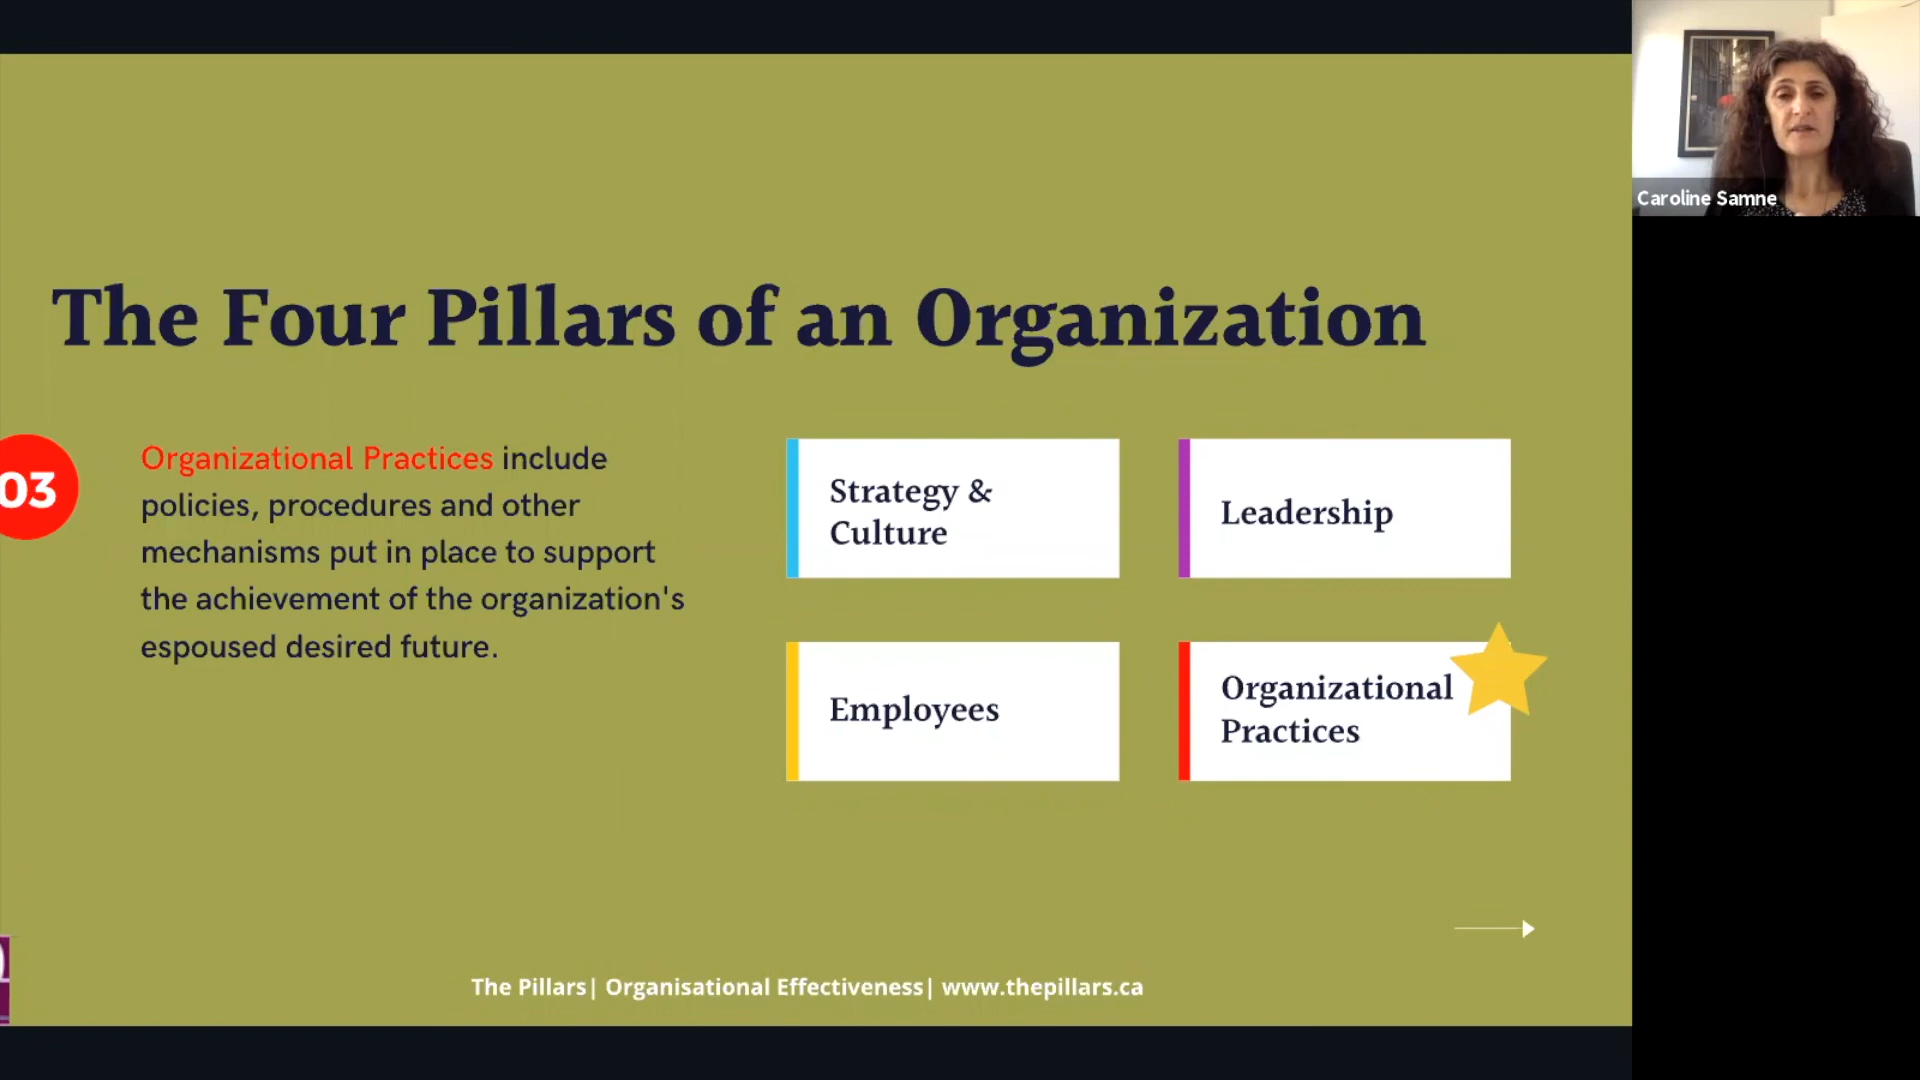 The Four Pillars of an Organization
03
Organizational Practices include
policies, procedures and other
mechanisms put in place to support
the achievement of the organization's
espoused desired future.
Strategy &
Culture
Leadership
Employees
Organizational
Practices
The Pillars| Organisational Effectiveness| www.thepillars.ca
Caroline Samne